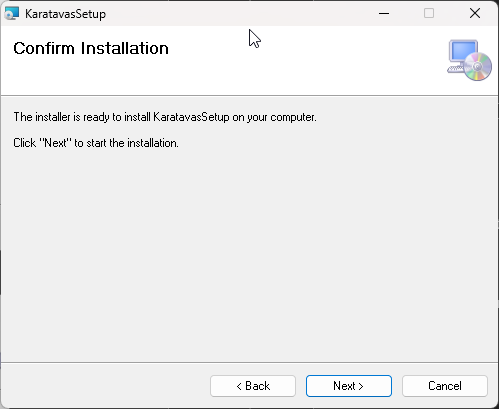 KaratavasSetup
Confirm Installation
The installer is ready to install KaratavasSetup on your computer.
Click "Next" to start the installation.
< Back
Next >
Cancel